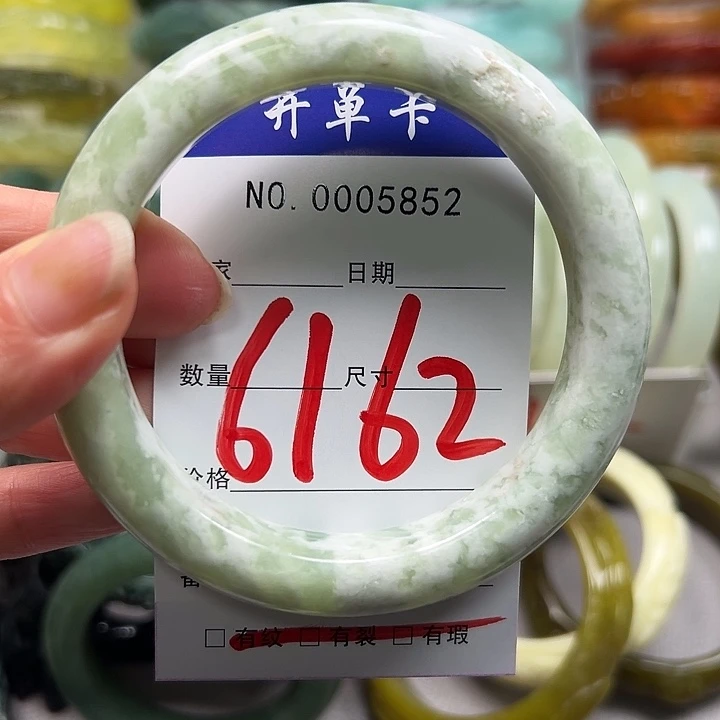 开单卡
NO. 0005852
家 日期
6162
数量 尺寸
价格
□ 有纹 □ 有裂 □ 有瑕